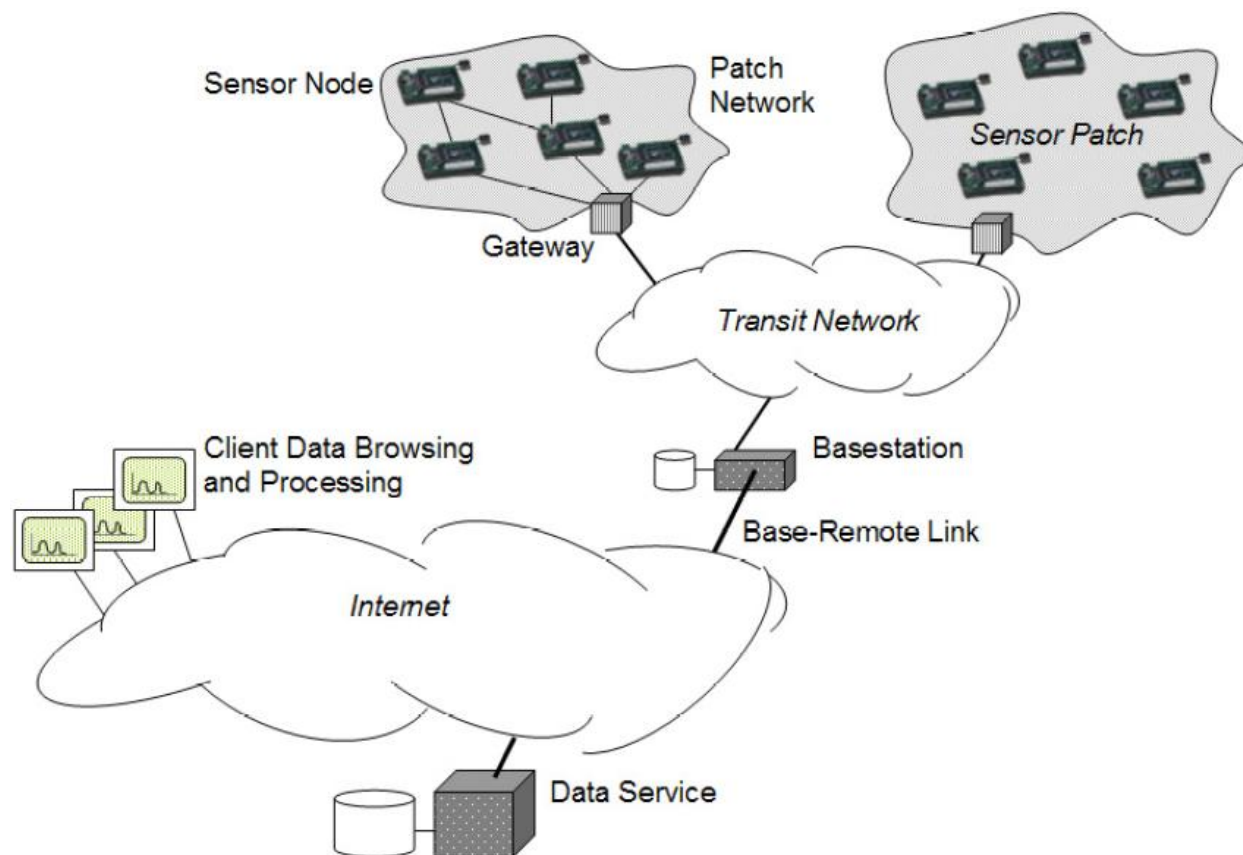 Sensor Node
Patch
Network
Sensor Patch
Gateway
Transit Network
Client Data Browsing
and Processing
Basestation
Base-Remote Link
Internet
Data Service